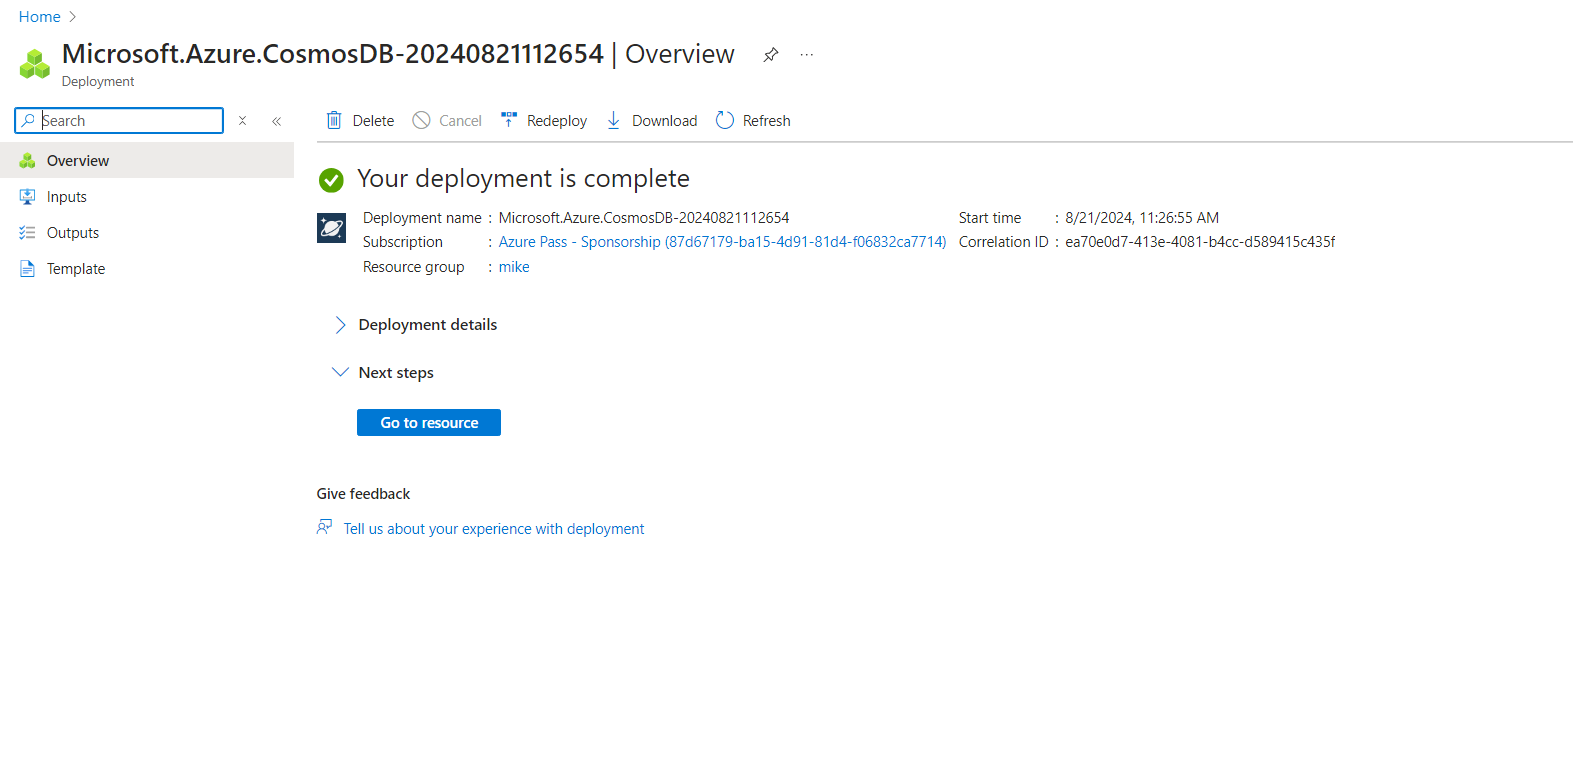 Home
Microsoft.Azure.CosmosDB-20240821112654 | Overview
Deployment
Search
Delete Cancel Redeploy Download Refresh
Overview
Inputs
Outputs
Template
Your deployment is complete
Deployment name : Microsoft.Azure.CosmosDB-20240821112654 Start time : 8/21/2024, 11:26:55 AM
Subscription : Azure Pass - Sponsorship (87d67179-ba15-4d91-81d4-f06832ca7714) Correlation ID : ea70e0d7-413e-4081-b4cc-d589415c435f
Resource group : mike
Deployment details
Next steps
Go to resource
Give feedback
Tell us about your experience with deployment